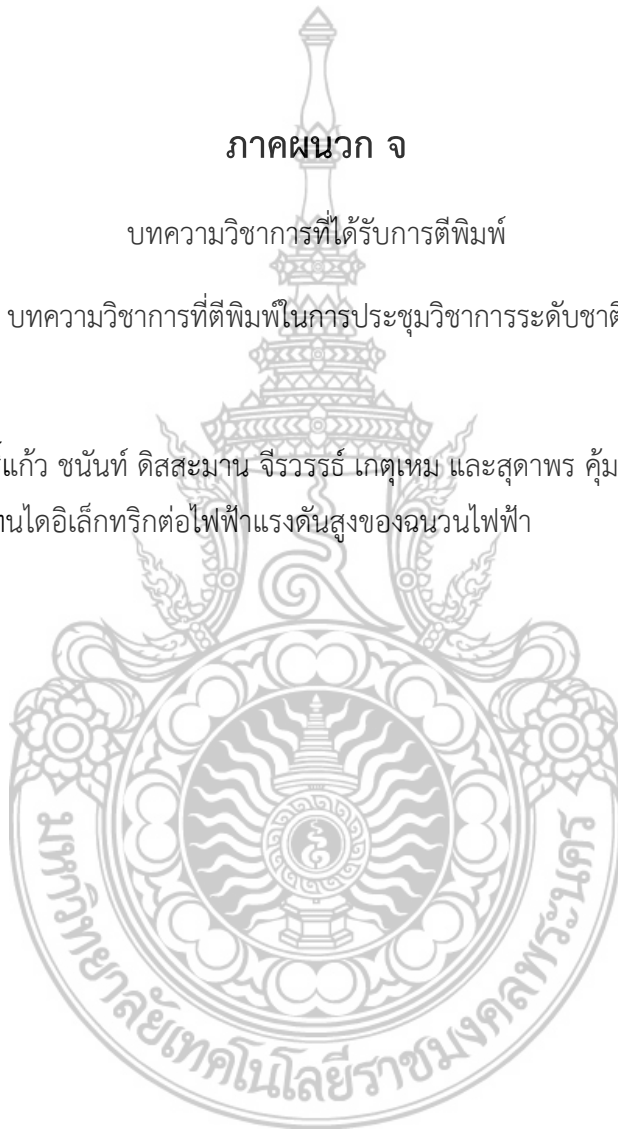 ภาคผนวก จ
บทความวิชาการที่ได้รับการตีพิมพ์
บทความวิชาการที่ตีพิมพ์ในการประชุมวิชาการระดับชาติ
แก้ว ชนันท์ ดิสสะมาน จีรวรรธ์ เกตุเหม และสุดาพร คุ้ม
ไดอิเล็กทริกต่อไฟฟ้าแรงดันสูงของฉนวนไฟฟ้า
มหาวิทยาลัยเทคโนโลยีราชมงคลพระนคร